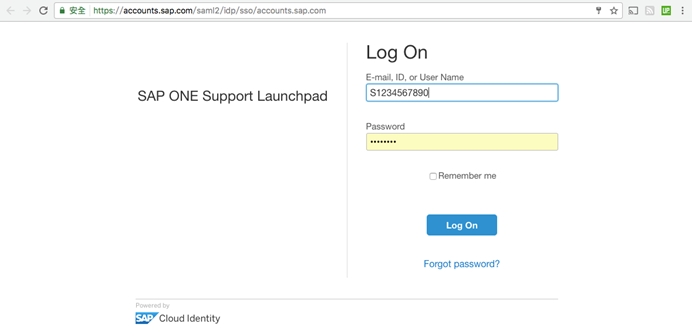 安全
https://accounts.sap.com/saml2/idp/sso/accounts.sap.com
Log On
E-mail, ID, or User Name
S1234567890
SAP ONE Support Launchpad
Password
••••••••
Remember me
Log On
Forgot password?
Powered by
SAP Cloud Identity